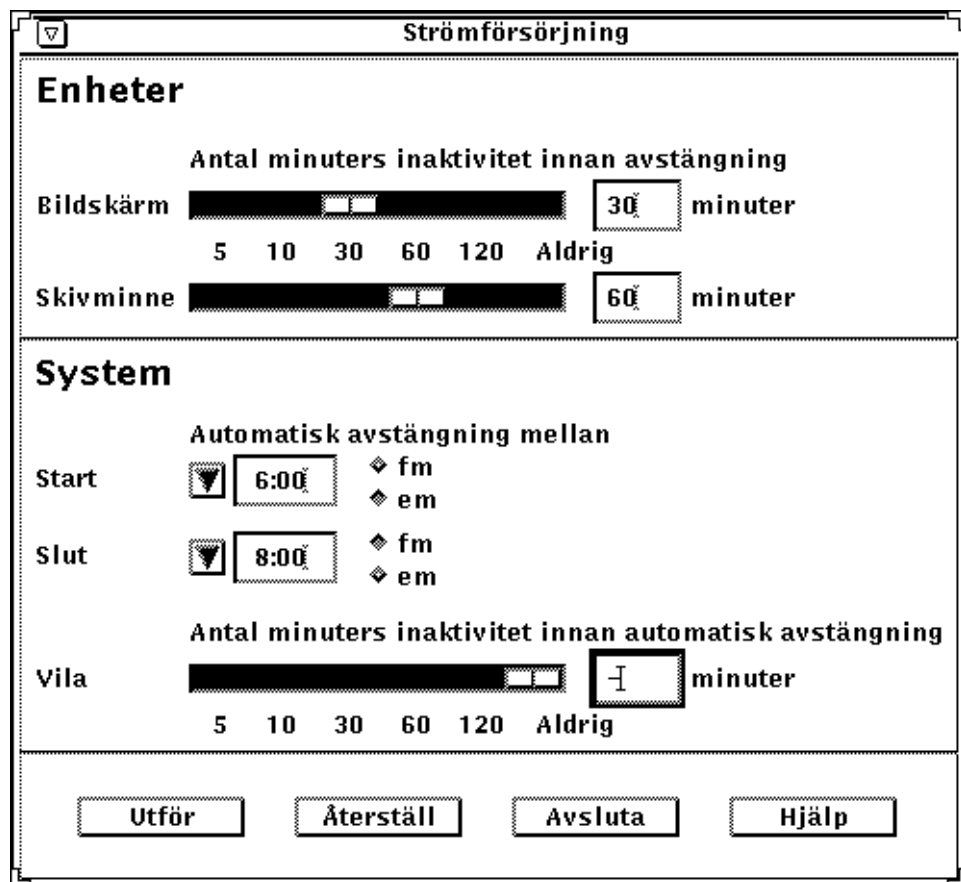 Strömförsörjning
Enheter
Antal minuters inaktivitet innan avstängning
Bildskärm 30 minuter
5 10 30 60 120 Aldrig
Skivminne 60 minuter
System
Automatisk avstängning mellan
Start 6:00 fm
em
Slut 8:00 fm
em
Antal minuters inaktivitet innan automatisk avstängning
Vila - minuter
5 10 30 60 120 Aldrig
Utför Återställ Avsluta Hjälp